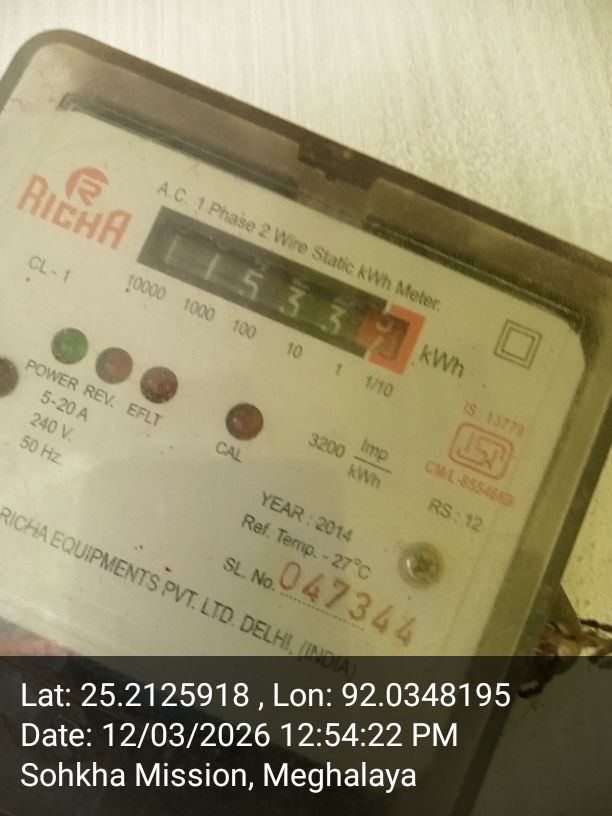 RICHA
A.C. 1 Phase 2 Wire Static kWh Meter.
11533
kWh
CL - 1
10000 1000 100 10 1 1/10
POWER REV. EFLT
5-20 A
240 V.
50 Hz.
CAL
3200 Imp
kWh
IS: 13779
ISI
RS : 12
YEAR : 2014
Ref. Temp. - 27°C
SL. No. 047344
RICHA EQUIPMENTS PVT. LTD. DELHI, (INDIA)
Lat: 25.2125918 , Lon: 92.0348195
Date: 12/03/2026 12:54:22 PM
Sohkha Mission, Meghalaya